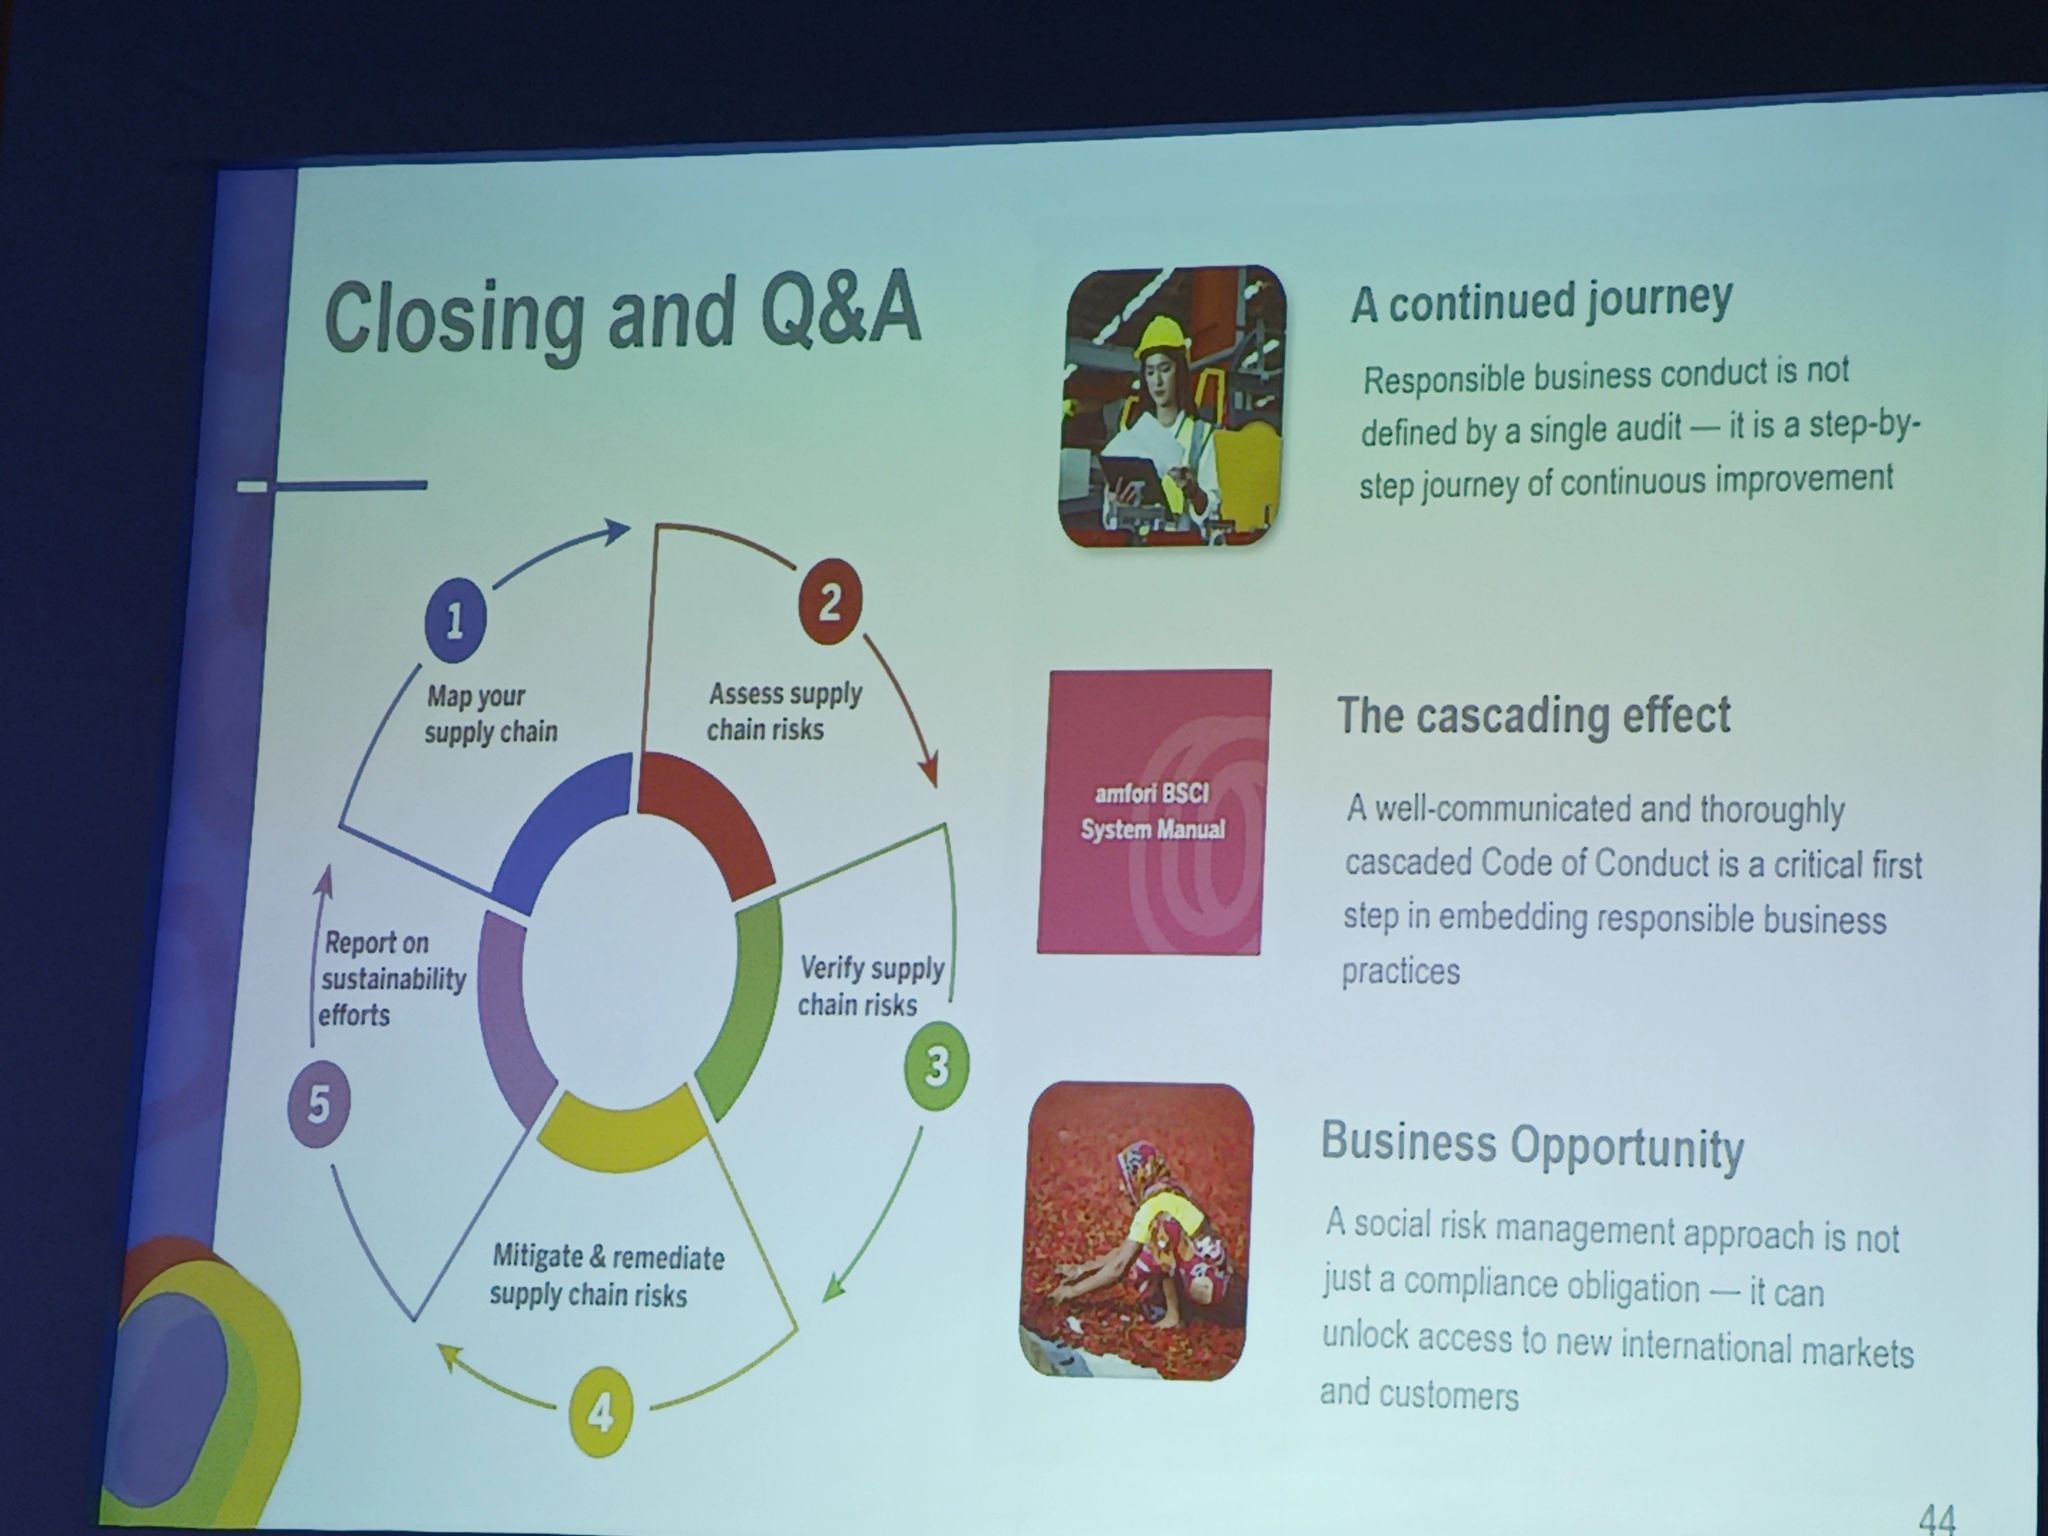 Closing and Q&A
1
Map your
supply chain
2
Assess supply
chain risks
Verify supply
chain risks
3
Mitigate & remediate
supply chain risks
4
Report on
sustainability
efforts
5
A continued journey
Responsible business conduct is not
defined by a single audit — it is a step-by-
step journey of continuous improvement
amfori BSCI
System Manual
The cascading effect
A well-communicated and thoroughly
cascaded Code of Conduct is a critical first
step in embedding responsible business
practices
Business Opportunity
A social risk management approach is not
just a compliance obligation — it can
unlock access to new international markets
and customers
44